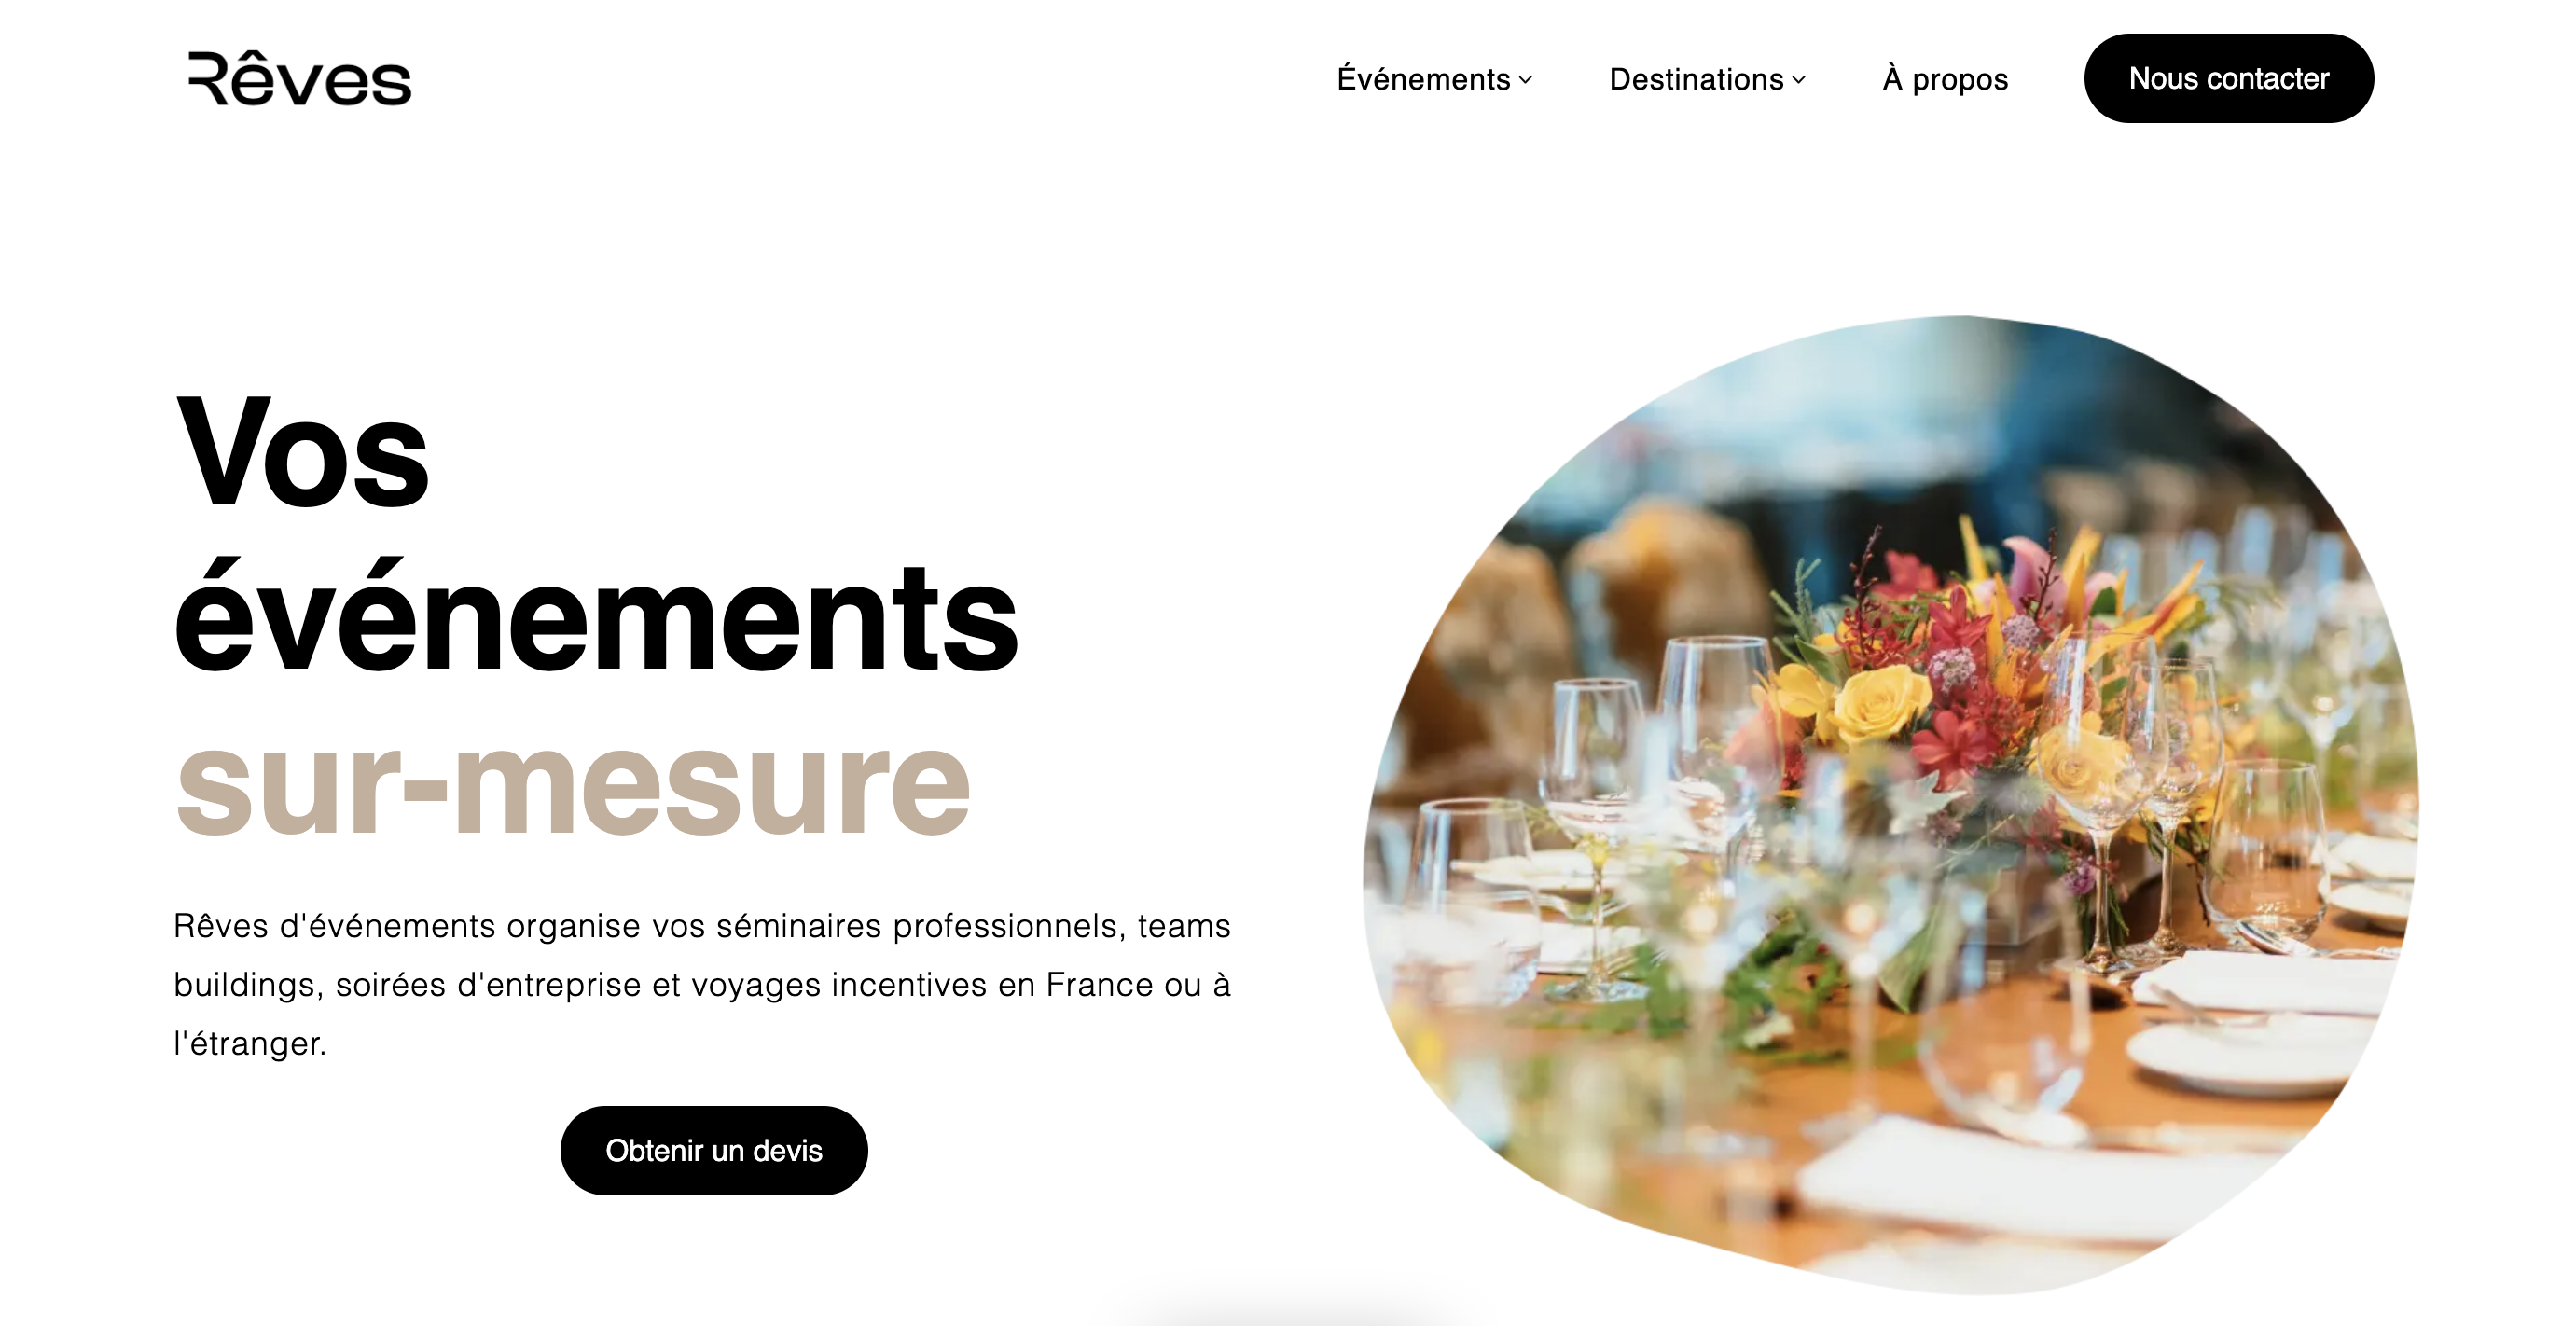 Rêves
Événements
Destinations
À propos
Nous contacter
Vos
événements
sur-mesure
Rêves d'événements organise vos séminaires professionnels, teams
buildings, soirées d'entreprise et voyages incentives en France ou à
l'étranger.
Obtenir un devis